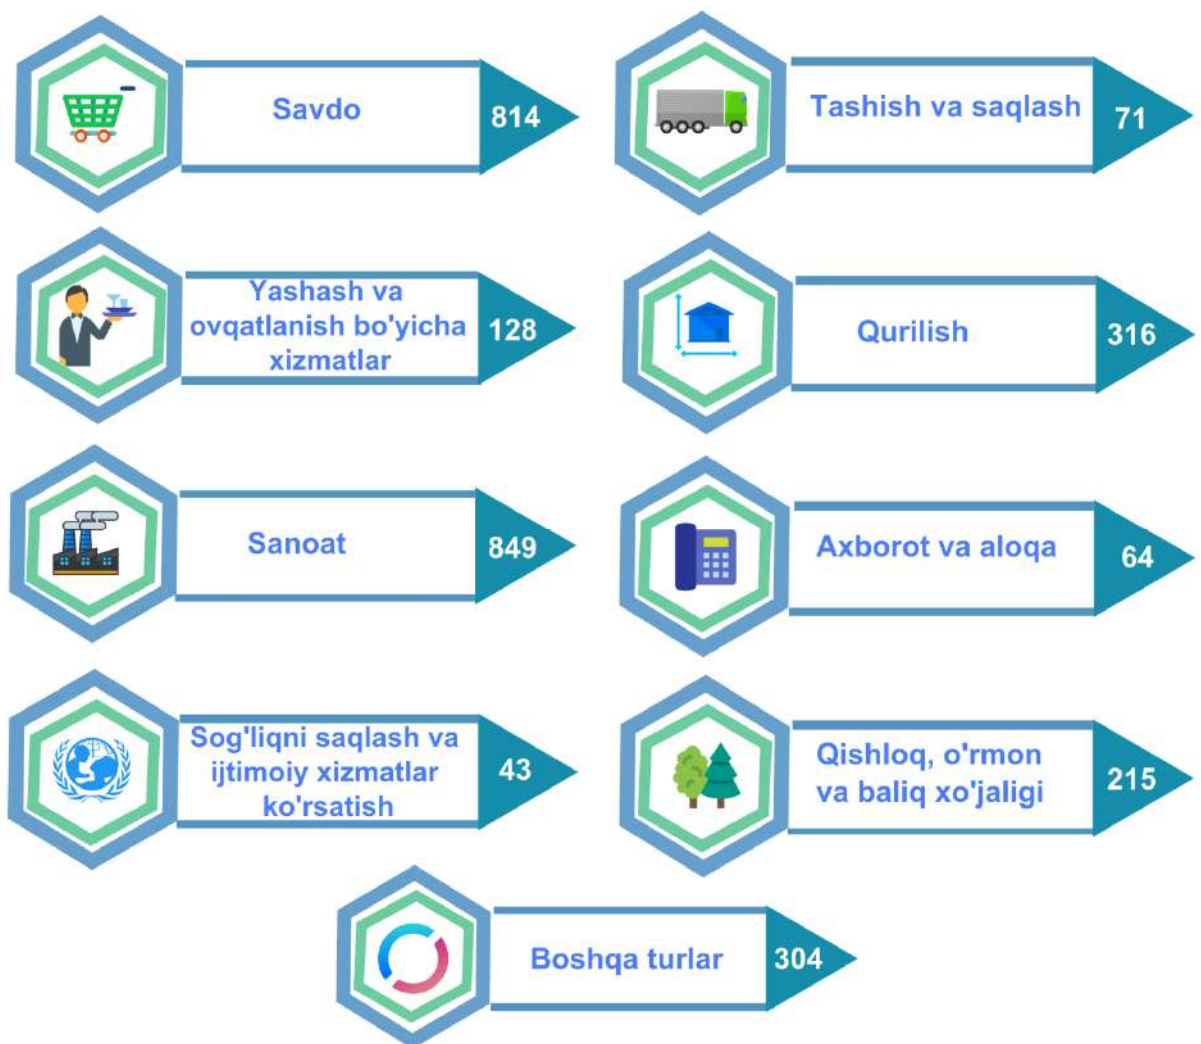 Savdo
814
Tashish va saqlash
71
Yashash va
ovqatlanish bo'yicha
xizmatlar
128
Qurilish
316
Sanoat
849
Axborot va aloqa
64
Sog'liqni saqlash va
ijtimoiy xizmatlar
ko'rsatish
43
Qishloq, o'rmon
va baliq xo'jaligi
215
Boshqa turlar
304